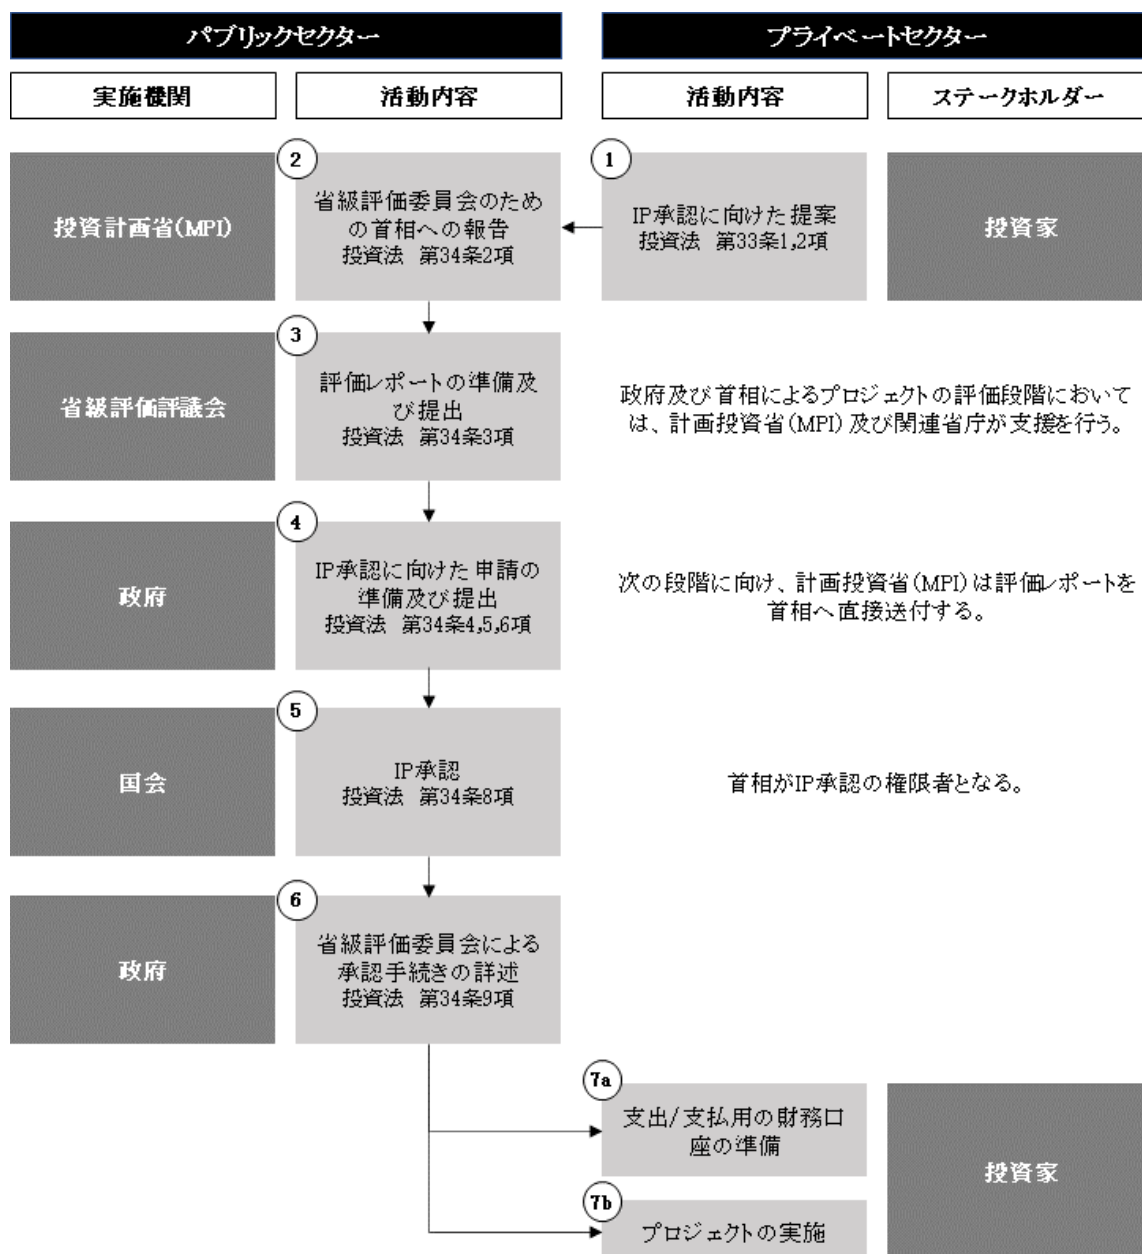 パブリックセクター
プライベートセクター
実施機関
活動内容
活動内容
ステークホルダー
投資計画省(MPI)
2
省級評価委員会のため
の首相への報告
投資法 第34条2項
1
IP承認に向けた提案
投資法 第33条1,2項
投資家
省級評価評議会
3
評価レポートの準備及
び提出
投資法 第34条3項
政府及び首相によるプロジェクトの評価段階において
は、計画投資省(MPI)及び関連省庁が支援を行う。
政府
4
IP承認に向けた申請の
準備及び提出
投資法 第34条4,5,6項
次の段階に向け、計画投資省(MPI)は評価レポートを
首相へ直接送付する。
国会
5
IP承認
投資法 第34条8項
首相がIP承認の権限者となる。
政府
6
省級評価委員会による
承認手続きの詳述
投資法 第34条9項
7a
支出/支払用の財務口
座の準備
投資家
7b
プロジェクトの実施